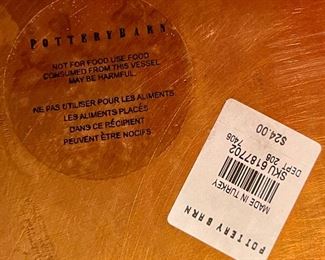 POTTERYBARN
NOT FOR FOOD USE FOOD
CONSUMED FROM THIS VESSEL
MAY BE HARMFUL.
NE PAS UTILISER POUR LES ALIMENTS
LES ALIMENTS PLACÉS
DANS CE RÉCIPIENT
PEUVENT ÊTRE NOCIFS
POTTERY BARN
MADE IN TURKEY
SKU 6187702
DEPT 208 7406
$24.00